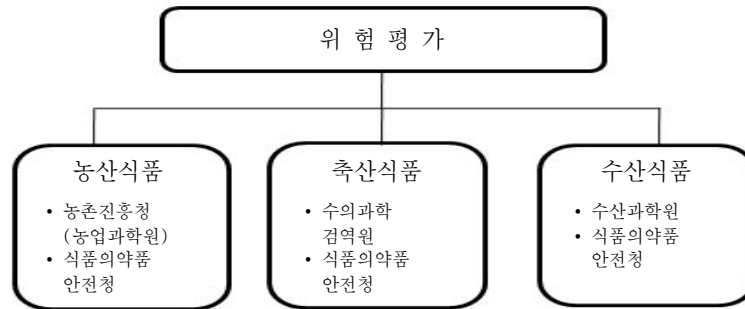 위 험 평 가
농산식품
• 농촌진흥청
(농업과학원)
• 식품의약품
안전청
축산식품
• 수의과학
검역원
• 식품의약품
안전청
수산식품
• 수산과학원
• 식품의약품
안전청